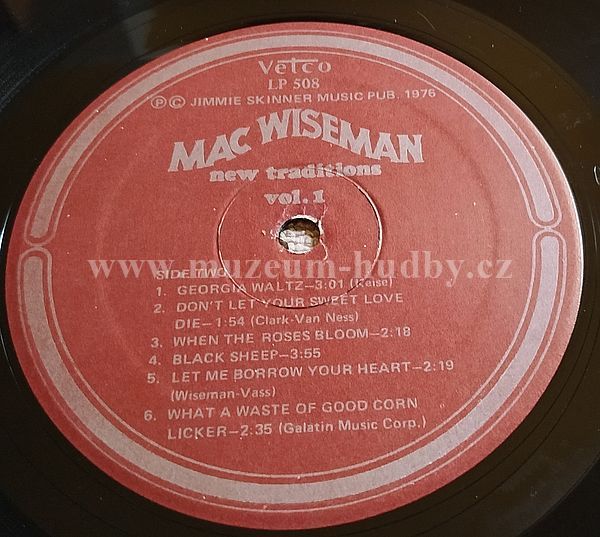 Vetco
LP 508
Ⓟ © JIMMIE SKINNER MUSIC PUB. 1976
MAC WISEMAN
new traditions
vol. 1
www.muzeum-hudby.cz
SIDE TWO
1. GEORGIA WALTZ—3:01 (Keise)
2. DON'T LET YOUR SWEET LOVE
DIE—1:54 (Clark-Van Ness)
3. WHEN THE ROSES BLOOM—2:18
4. BLACK SHEEP—3:55
5. LET ME BORROW YOUR HEART—2:19
(Wiseman-Vass)
6. WHAT A WASTE OF GOOD CORN
LICKER—2:35 (Galatin Music Corp.)